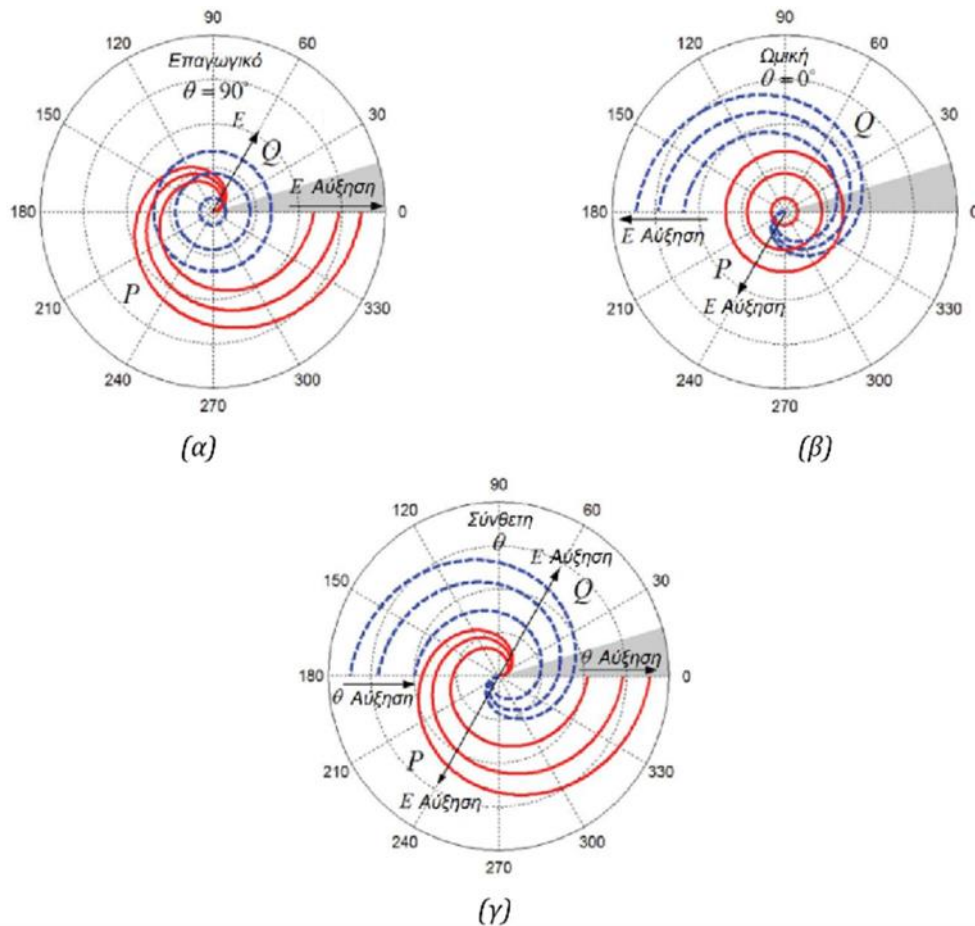 90
120
60
Επαγωγικό
θ = 90°
150
E
Q
30
E Αύξηση
180
0
P
210
330
240
300
270
(α)
90
120
60
Ωμική
θ = 0°
150
Q
30
180
0
E Αύξηση
P
E Αύξηση
210
330
240
300
270
(β)
90
120
60
Σύνθετη
θ
E Αύξηση
Q
150
30
θ Αύξηση
180
0
θ Αύξηση
P
E Αύξηση
210
330
240
300
270
(γ)